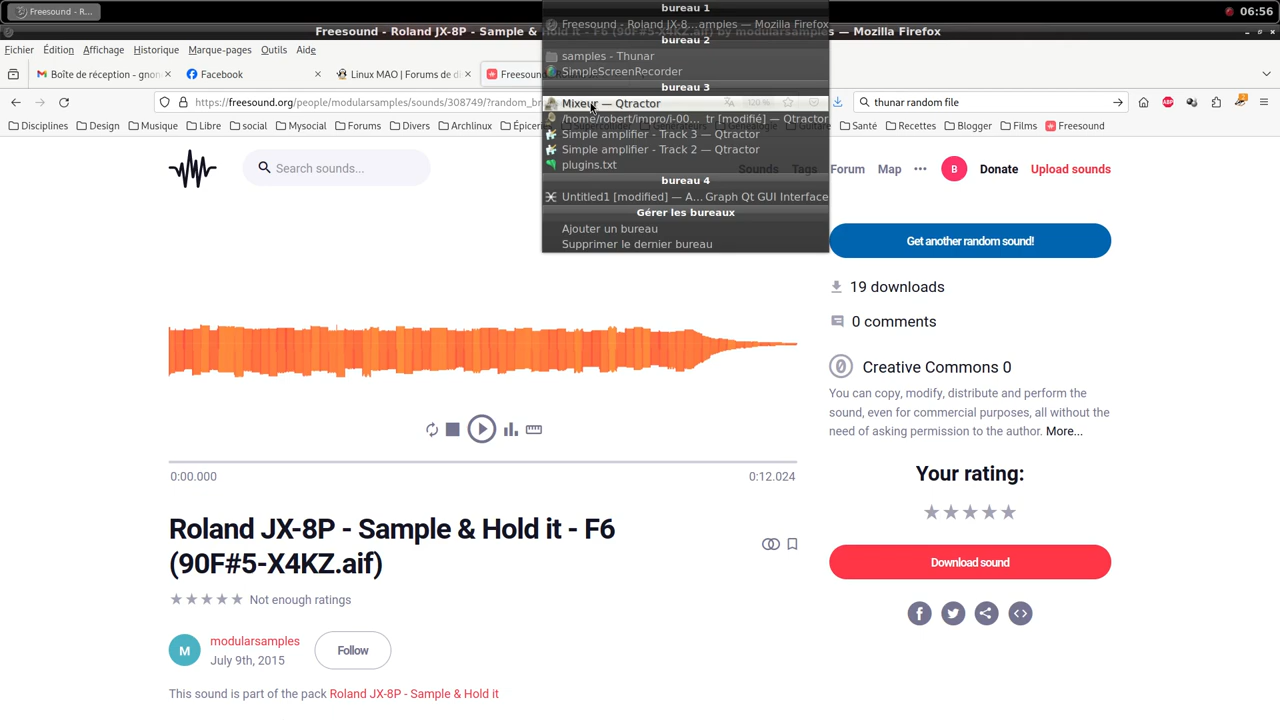 Freesound - R...
06:56
Freesound - Roland JX-8P - Sample & Hold it - F6 (90F#5-X4KZ.aif) by modularsamples — Mozilla Firefox
bureau 1
Freesound - Roland JX-8...amples — Mozilla Firefox
bureau 2
samples - Thunar
SimpleScreenRecorder
bureau 3
Mixeur — Qtractor
/home/robert/impro/i-00... tr [modifié] — Qtractor
Simple amplifier - Track 3 — Qtractor
Simple amplifier - Track 2 — Qtractor
plugins.txt
bureau 4
Untitled1 [modified] — A... Graph Qt GUI Interface
Gérer les bureaux
Ajouter un bureau
Supprimer le dernier bureau
Fichier Édition Affichage Historique Marque-pages Outils Aide
Boîte de réception - gnon
Facebook
Linux MAO | Forums de d
Freesound
https://freesound.org/people/modularsamples/sounds/308749/?random_br
120 %
thunar random file
Disciplines Design Musique Libre social Misamy Forums Divers Archlinux Santé Recettes Blogger Films Freesound
Search sounds...
Sounds
Forum Map B Donate Upload sounds
Get another random sound!
19 downloads
0 comments
Creative Commons 0
You can copy, modify, distribute and perform the
sound, even for commercial purposes, all without the
need of asking permission to the author. More...
0:00.000 0:12.024
Your rating:
Roland JX-8P - Sample & Hold it - F6
(90F#5-X4KZ.aif)
Download sound
Not enough ratings
M
modularsamples
July 9th, 2015
Follow
This sound is part of the pack Roland JX-8P - Sample & Hold it